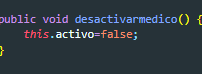 public void desactivarmedico() {
this.activo=false;
}